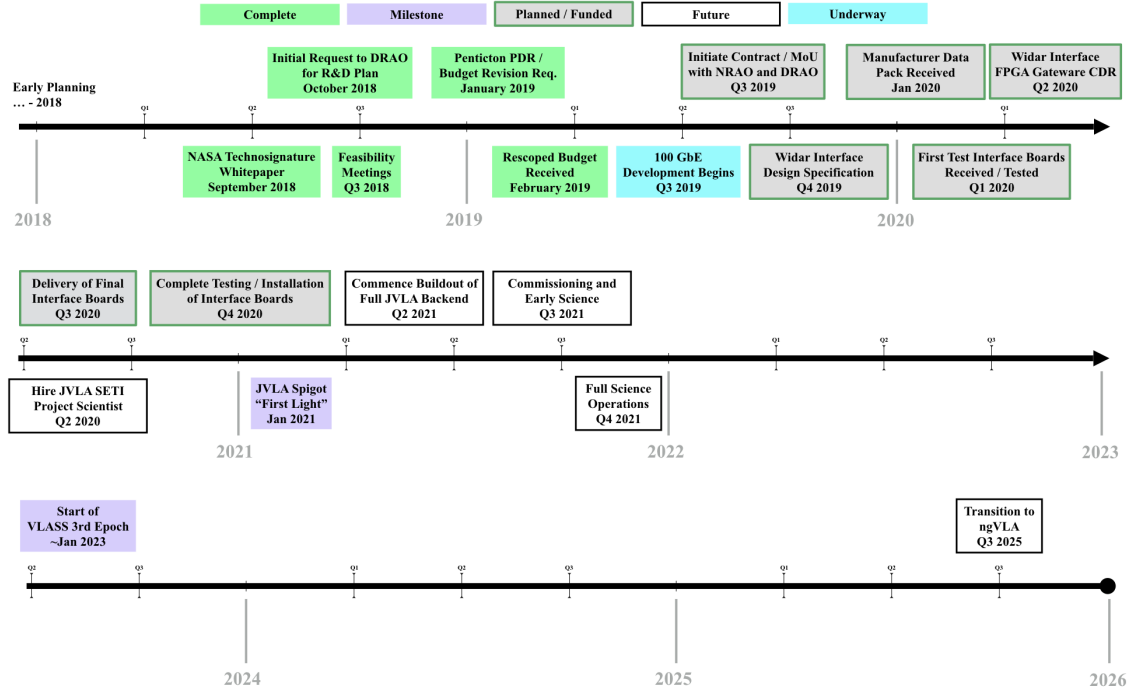 Complete
Milestone
Planned / Funded
Future
Underway
Early Planning
... - 2018
Initial Request to DRAO
for R&D Plan
October 2018
Penticton PDR /
Budget Revision Req.
January 2019
Initiate Contract / MoU
with NRAO and DRAO
Q3 2019
Manufacturer Data
Pack Received
Jan 2020
Widar Interface
FPGA Gateware CDR
Q2 2020
Q1
Q2
Q3
Q1
Q2
Q3
Q1
NASA Technosignature
Whitepaper
September 2018
Feasibility
Meetings
Q3 2018
Rescoped Budget
Received
February 2019
100 GbE
Development Begins
Q3 2019
Widar Interface
Design Specification
Q4 2019
First Test Interface Boards
Received / Tested
Q1 2020
2018
2019
2020
Delivery of Final
Interface Boards
Q3 2020
Complete Testing / Installation
of Interface Boards
Q4 2020
Commence Buildout of
Full JVLA Backend
Q2 2021
Commissioning and
Early Science
Q3 2021
Q2
Q3
Q1
Q2
Q3
Q1
Q2
Q3
Hire JVLA SETI
Project Scientist
Q2 2020
JVLA Spigot
“First Light”
Jan 2021
Full Science
Operations
Q4 2021
2021
2022
2023
Start of
VLASS 3rd Epoch
~Jan 2023
Transition to
ngVLA
Q3 2025
Q2
Q3
Q1
Q2
Q3
Q1
Q2
Q3
2024
2025
2026